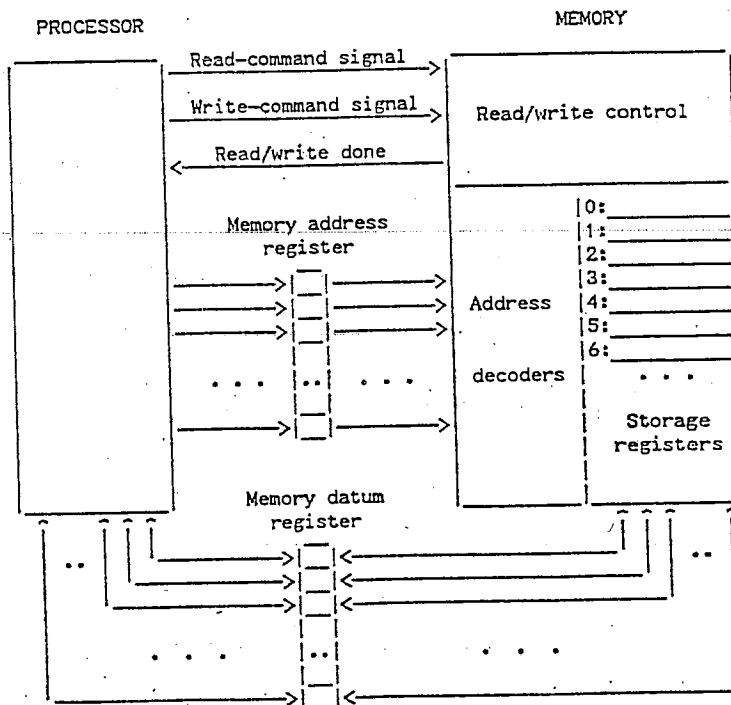 PROCESSOR
MEMORY
Read-command signal
Write-command signal
Read/write control
Read/write done
Memory address
register
0:
1:
2:
3:
4:
5:
6:
Address
decoders
. . .
..
. . .
. . .
Storage
registers
Memory datum
register
..
..
. . .
..
. . .